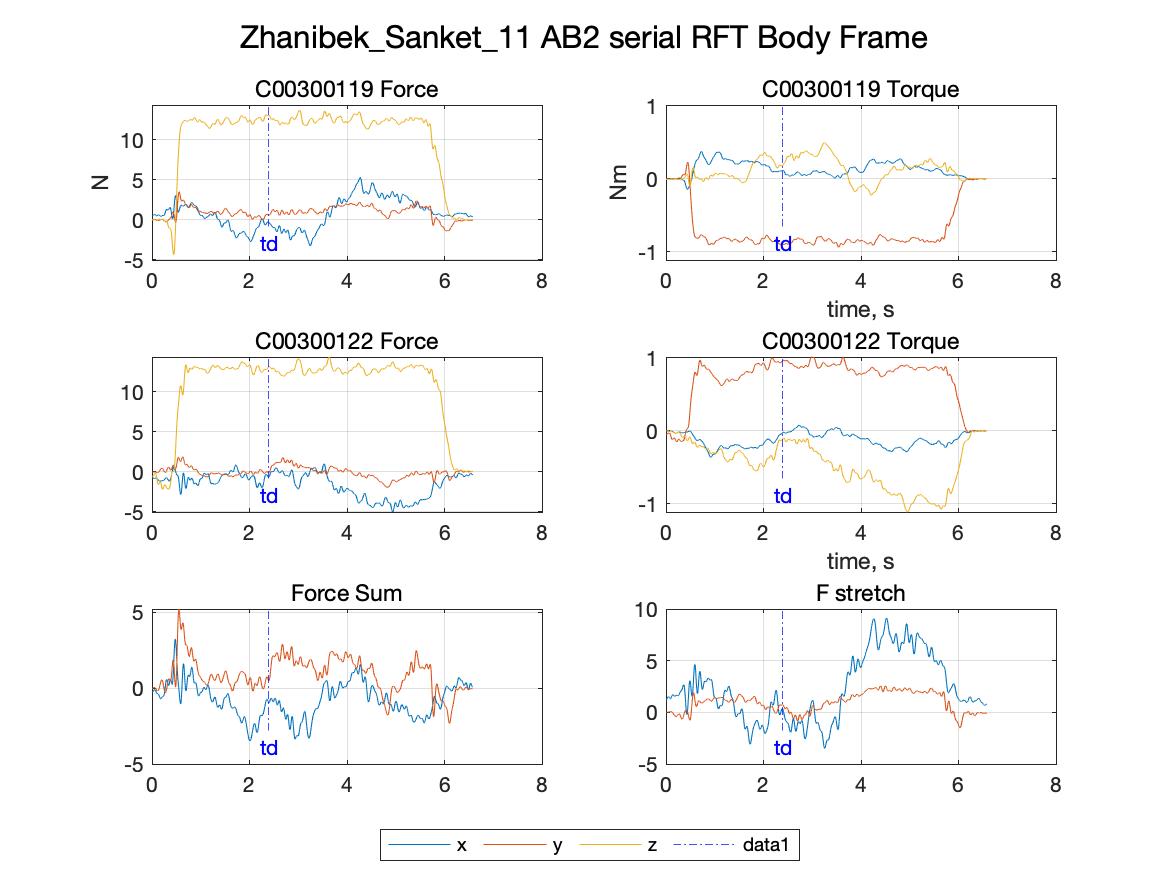 Zhanibek_Sanket_11 AB2 serial RFT Body Frame
C00300119 Force
N
10
5
0
-5
td
0 2 4 6 8
C00300119 Torque
Nm
1
0
-1
td
0 2 4 6 8
time, s
C00300122 Force
10
5
0
-5
td
0 2 4 6 8
C00300122 Torque
1
0
-1
td
0 2 4 6 8
time, s
Force Sum
5
0
-5
td
0 2 4 6 8
F stretch
10
5
0
-5
td
0 2 4 6 8
x y z data1